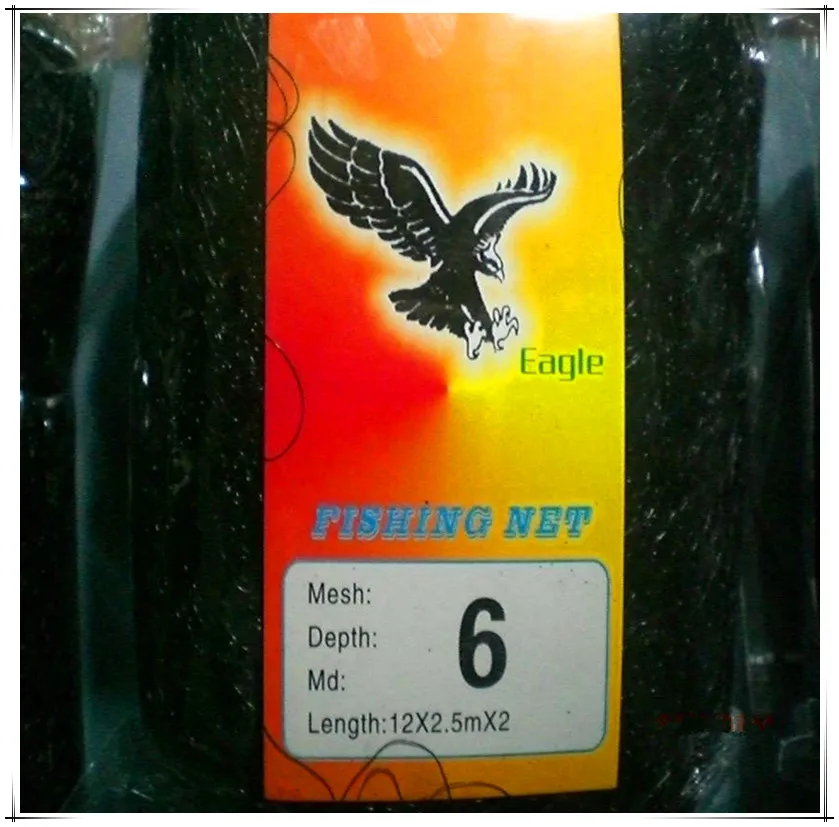 Eagle
FISHING NET
Mesh:
Depth:
6
Md:
Length:12X2.5mX2